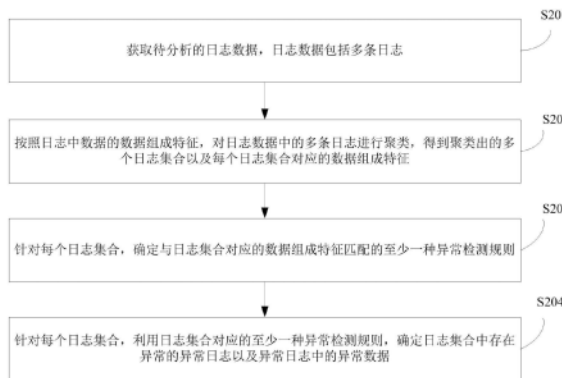 S20
获取待分析的日志数据，日志数据包括多条日志
S20
按照日志中数据的数据组成特征，对日志数据中的多条日志进行聚类，得到聚类出的多
个日志集合以及每个日志集合对应的数据组成特征
S20
针对每个日志集合，确定与日志集合对应的数据组成特征匹配的至少一种异常检测规则
S204
针对每个日志集合，利用日志集合对应的至少一种异常检测规则，确定日志集合中存在
异常的异常日志以及异常日志中的异常数据